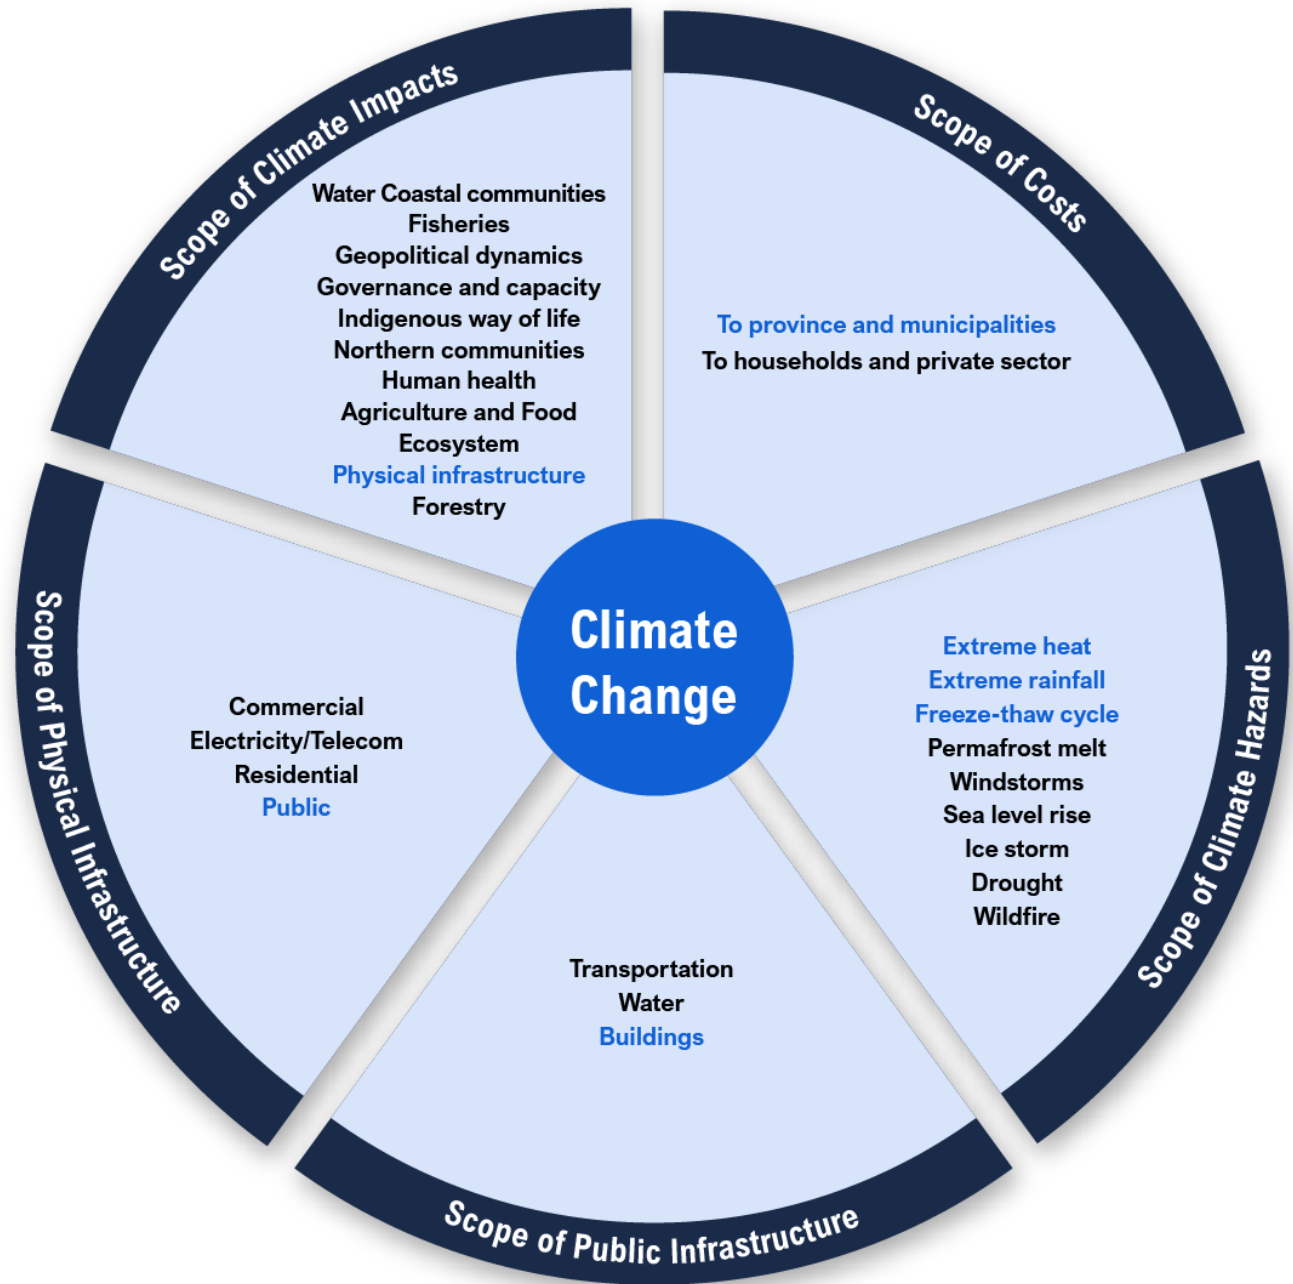 Scope of Climate Impacts
Water Coastal communities
Fisheries
Geopolitical dynamics
Governance and capacity
Indigenous way of life
Northern communities
Human health
Agriculture and Food
Ecosystem
Physical infrastructure
Forestry
Scope of Costs
To province and municipalities
To households and private sector
Climate
Change
Scope of Climate Hazards
Extreme heat
Extreme rainfall
Freeze-thaw cycle
Permafrost melt
Windstorms
Sea level rise
Ice storm
Drought
Wildfire
Scope of Public Infrastructure
Transportation
Water
Buildings
Scope of Physical Infrastructure
Commercial
Electricity/Telecom
Residential
Public